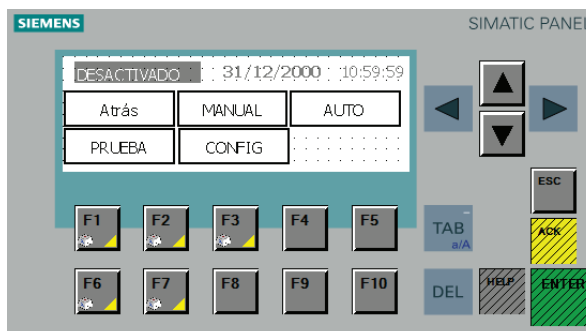 SIEMENS SIMATIC PANEL
DESACTIVADO 31/12/2000 10:59:59
Atrás MANUAL AUTO
PRUEBA CONFIG
ESC
F1 F2 F3 F4 F5 TAB a/A ACK
F6 F7 F8 F9 F10 DEL HELP ENTER